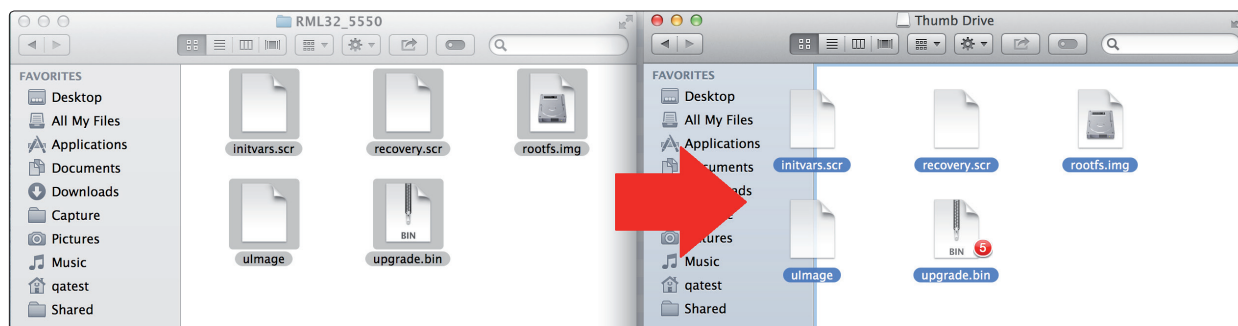 RML32_5550
FAVORITES
Desktop
All My Files
Applications
Documents
Downloads
Capture
Pictures
Music
qatest
Shared
initvars.scr
recovery.scr
rootfs.img
uImage
BIN
upgrade.bin
Thumb Drive
FAVORITES
Desktop
All My Files
Applications
Music
qatest
Shared
initvars.scr
recovery.scr
rootfs.img
uImage
BIN
5
upgrade.bin